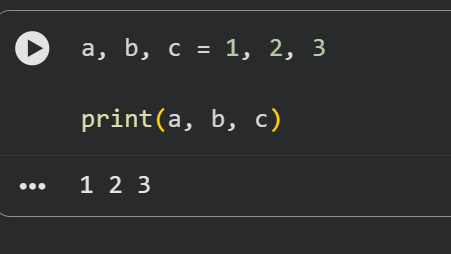 a, b, c = 1, 2, 3
print(a, b, c)
1 2 3